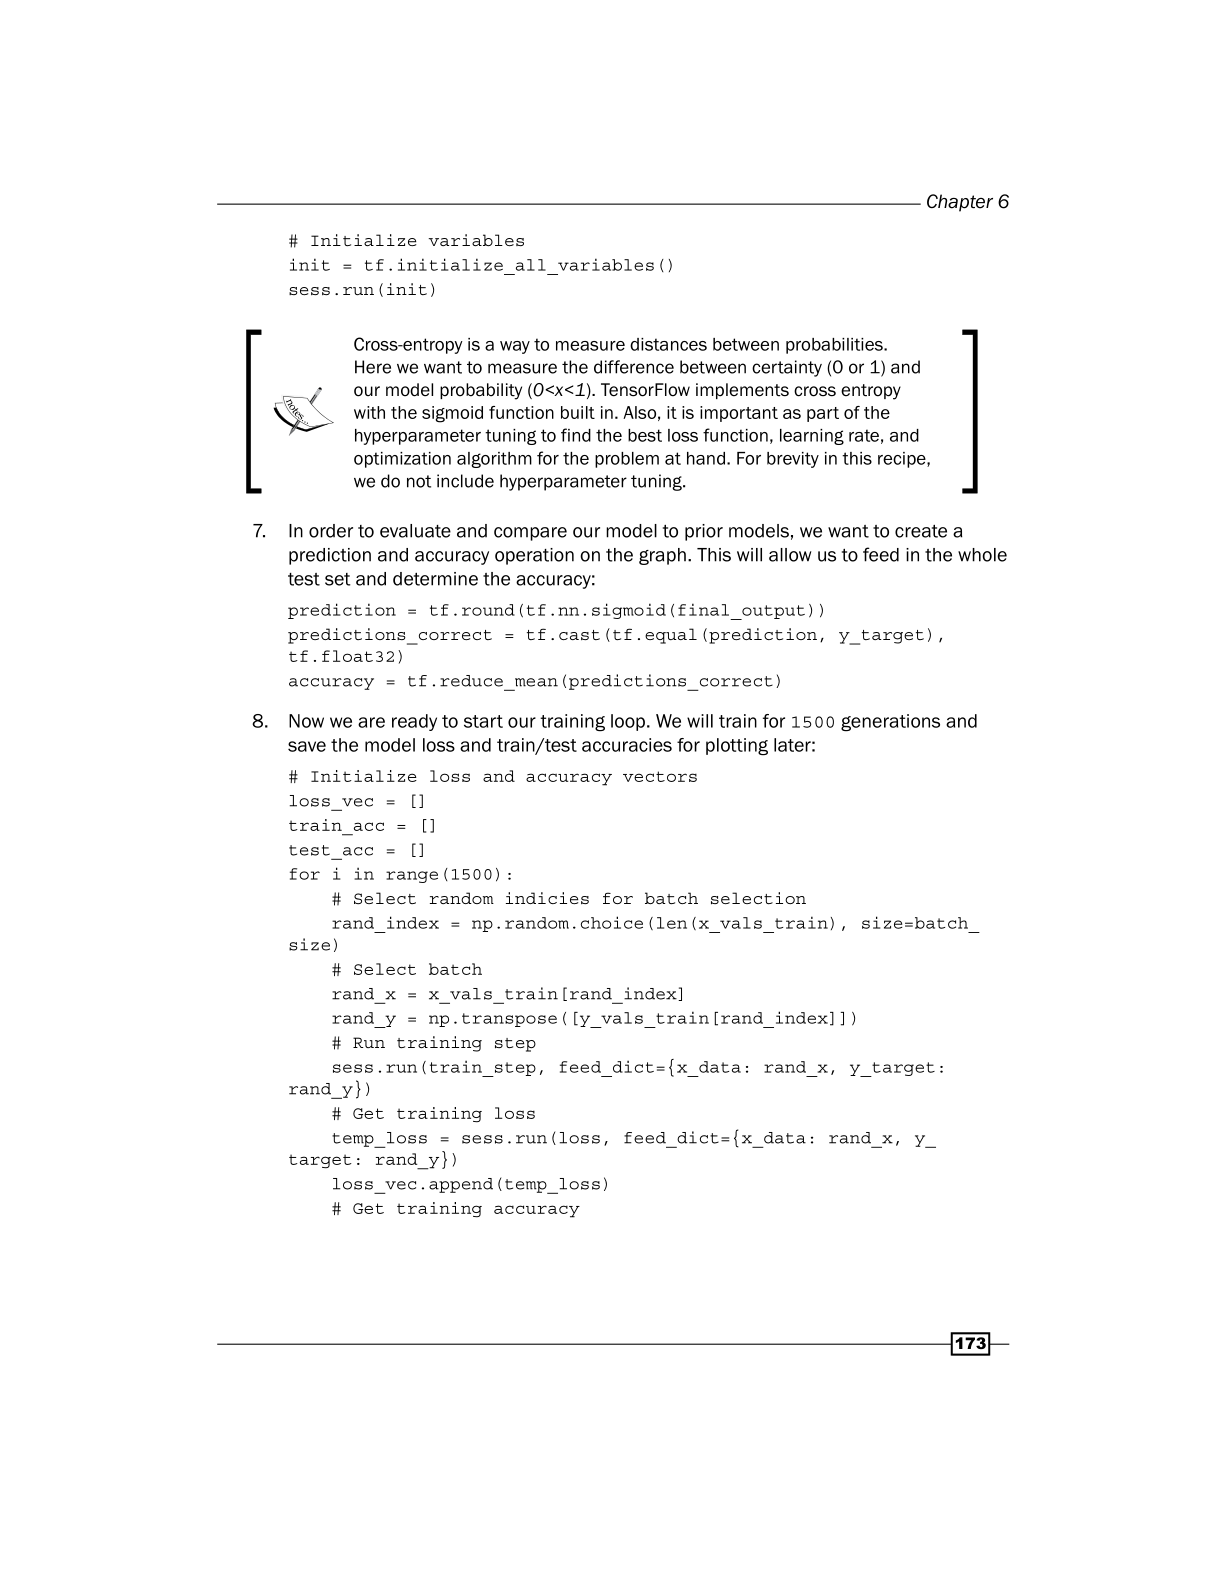 Chapter 6
# Initialize variables
init = tf.initialize_all_variables()
sess.run(init)
notes...
Cross-entropy is a way to measure distances between probabilities.
Here we want to measure the difference between certainty (0 or 1) and
our model probability (0<x<1). TensorFlow implements cross entropy
with the sigmoid function built in. Also, it is important as part of the
hyperparameter tuning to find the best loss function, learning rate, and
optimization algorithm for the problem at hand. For brevity in this recipe,
we do not include hyperparameter tuning.
7. In order to evaluate and compare our model to prior models, we want to create a
prediction and accuracy operation on the graph. This will allow us to feed in the whole
test set and determine the accuracy:
prediction = tf.round(tf.nn.sigmoid(final_output))
predictions_correct = tf.cast(tf.equal(prediction, y_target),
tf.float32)
accuracy = tf.reduce_mean(predictions_correct)
8. Now we are ready to start our training loop. We will train for 1500 generations and
save the model loss and train/test accuracies for plotting later:
# Initialize loss and accuracy vectors
loss_vec = []
train_acc = []
test_acc = []
for i in range(1500):
    # Select random indicies for batch selection
    rand_index = np.random.choice(len(x_vals_train), size=batch_
size)
    # Select batch
    rand_x = x_vals_train[rand_index]
    rand_y = np.transpose([y_vals_train[rand_index]])
    # Run training step
    sess.run(train_step, feed_dict={x_data: rand_x, y_target:
rand_y})
    # Get training loss
    temp_loss = sess.run(loss, feed_dict={x_data: rand_x, y_
target: rand_y})
    loss_vec.append(temp_loss)
    # Get training accuracy
173